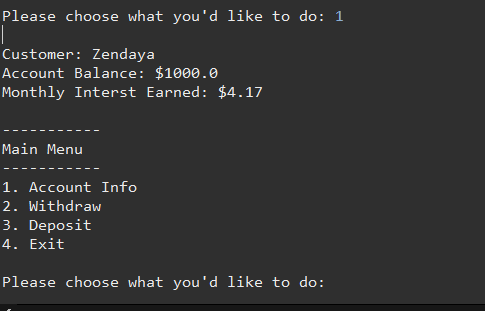 Please choose what you'd like to do: 1
Customer: Zendaya
Account Balance: $1000.0
Monthly Interst Earned: $4.17
-----------
Main Menu
-----------
1. Account Info
2. Withdraw
3. Deposit
4. Exit
Please choose what you'd like to do: